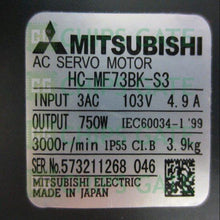 MITSUBISHI
AC SERVO MOTOR
HC-MF73BK-S3
INPUT 3AC 103V 4.9A
OUTPUT 750W IEC60034-1 '99
3000r/min IP55 CI.B 3.9kg
SER.No.573211268 046
MITSUBISHI ELECTRIC
MADE IN JAPAN